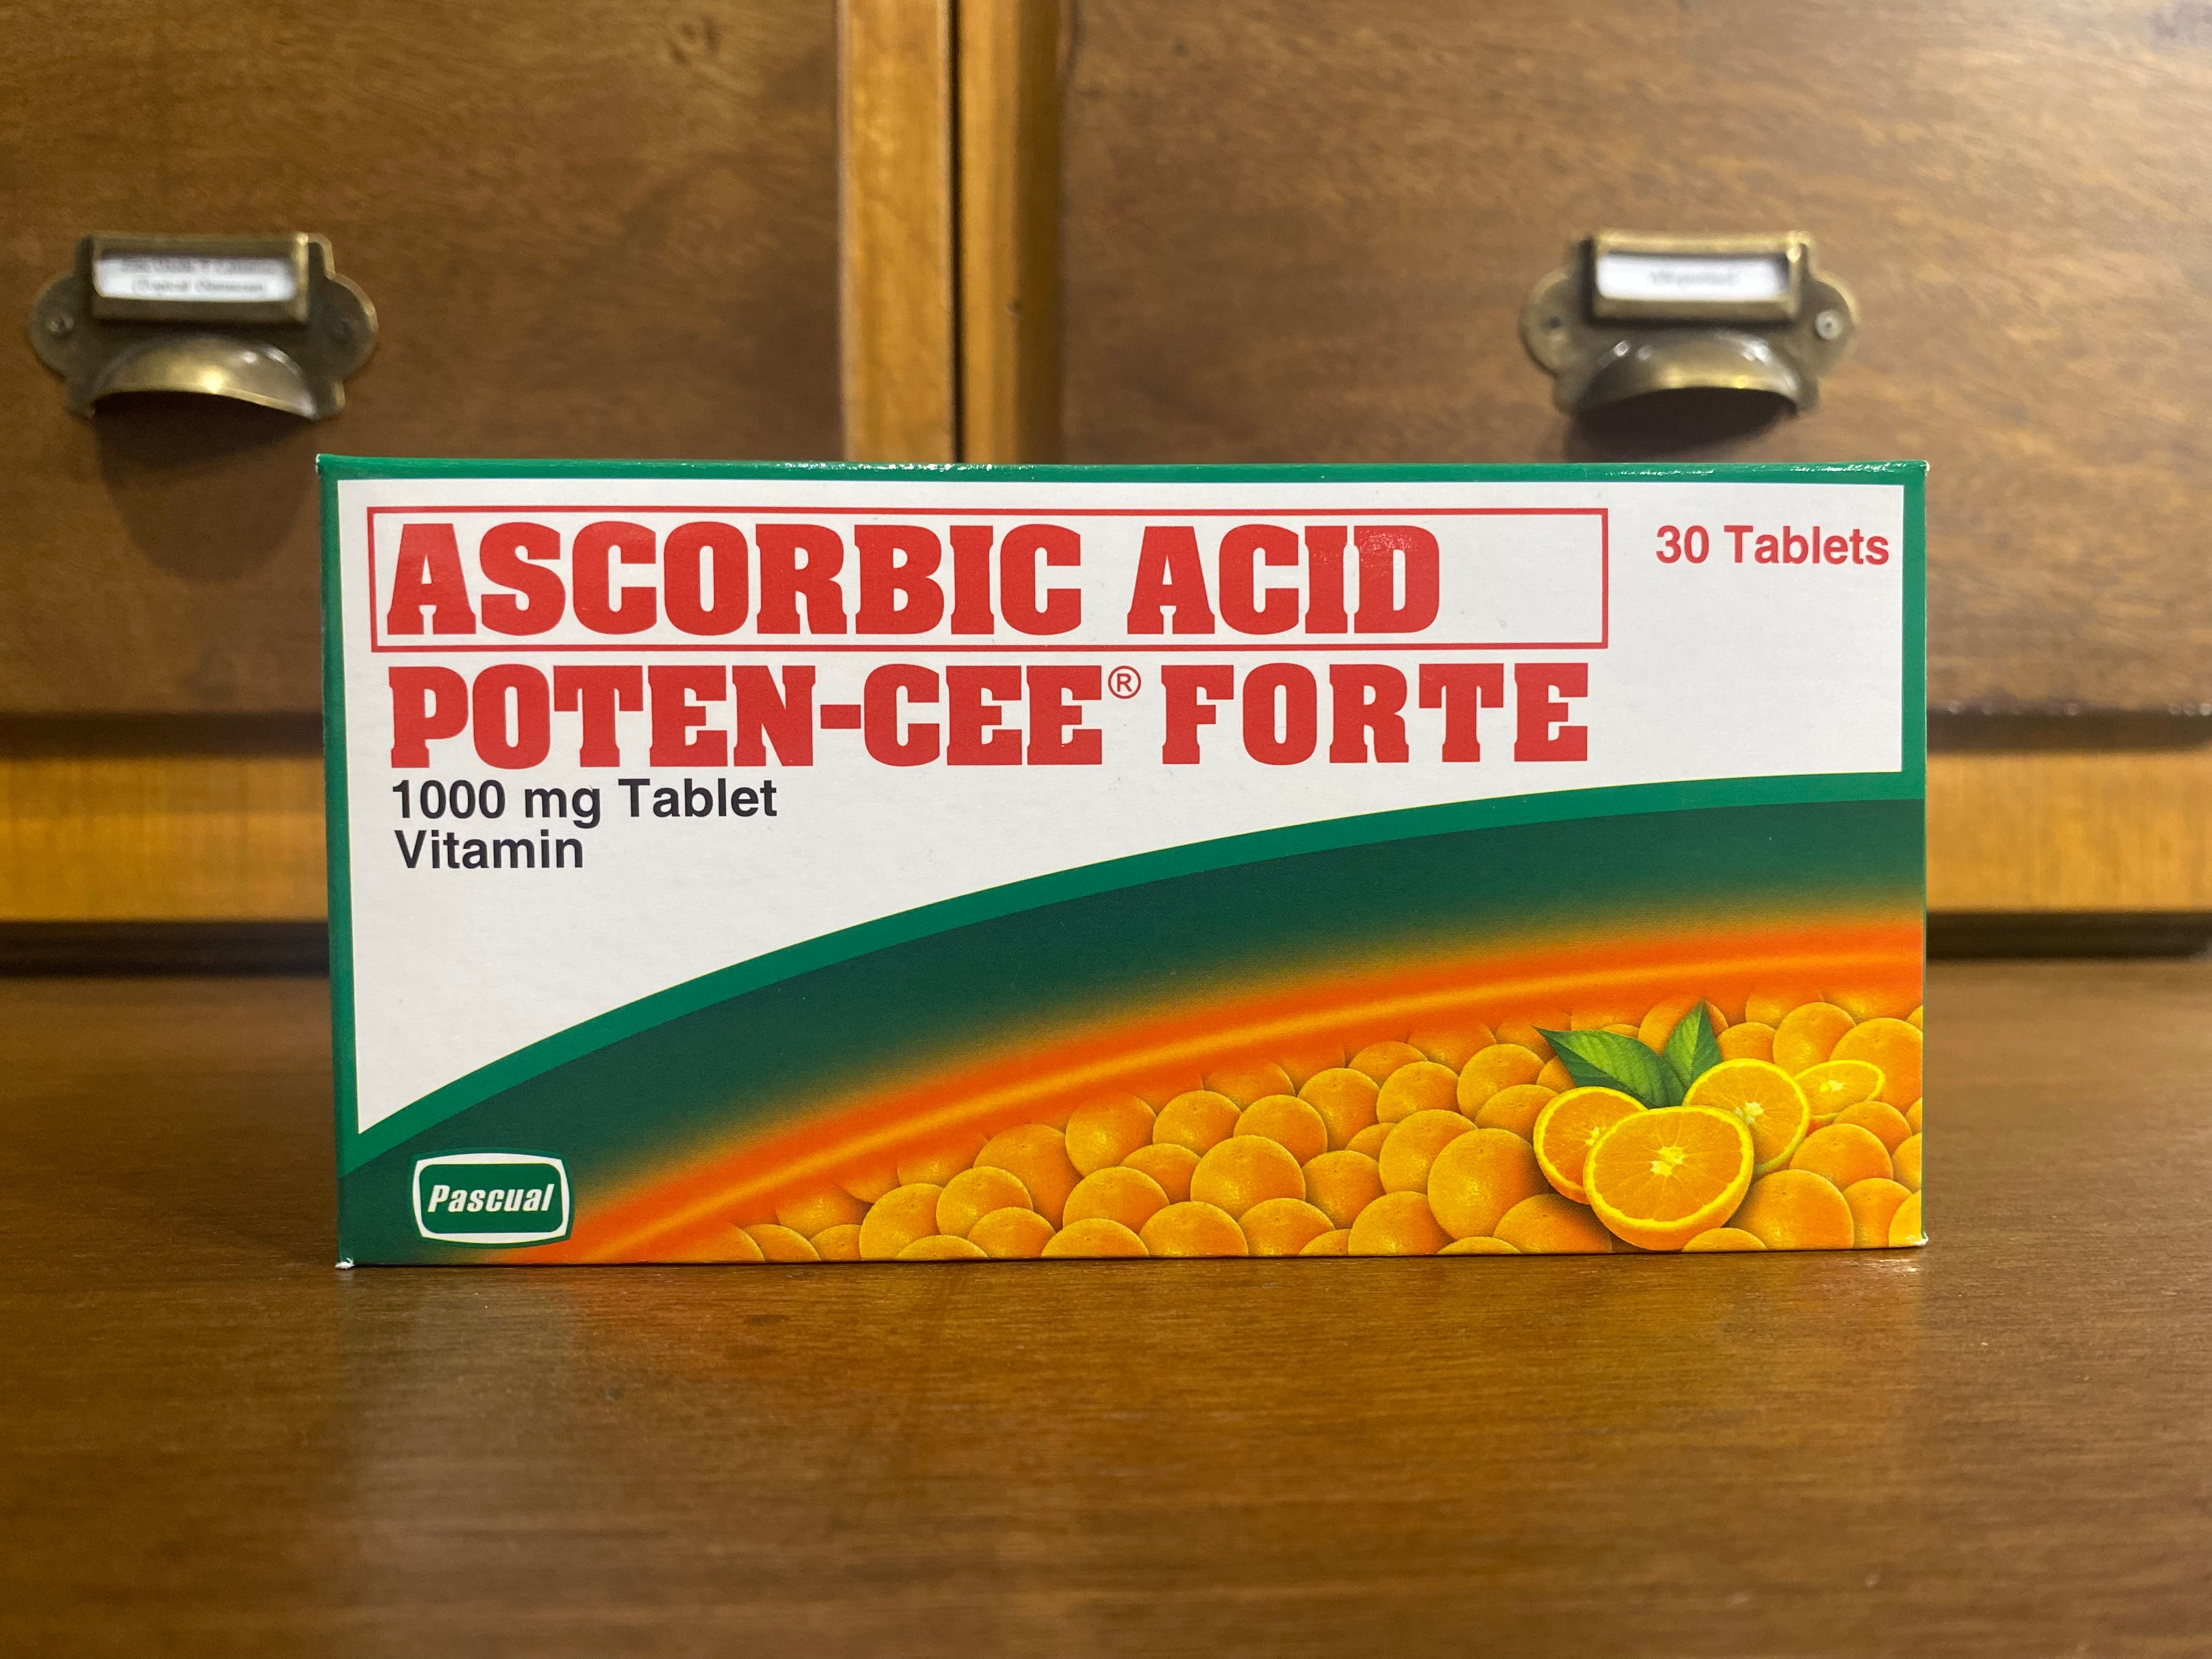 ASCORBIC ACID
30 Tablets
POTEN-CEE® FORTE
1000 mg Tablet
Vitamin
Pascual